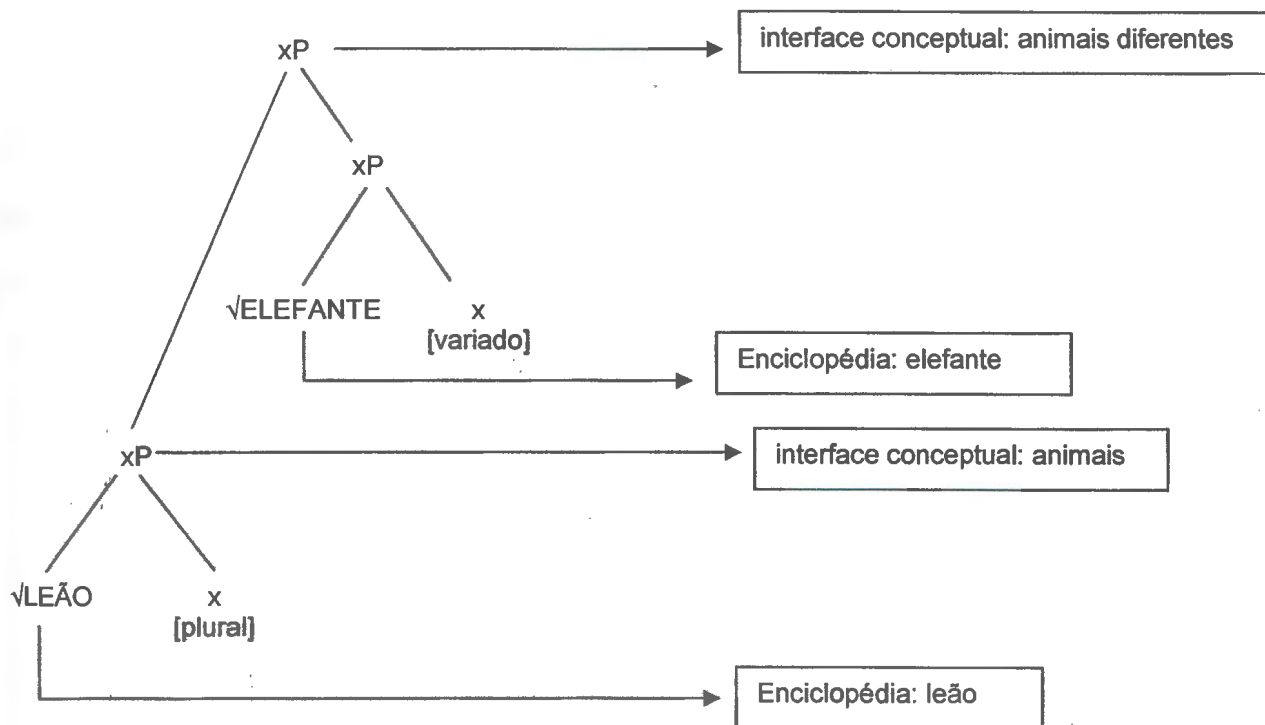 xP
interface conceptual: animais diferentes
xP
√ELEFANTE
x
[variado]
Enciclopédia: elefante
xP
interface conceptual: animais
√LEÃO
x
[plural]
Enciclopédia: leão